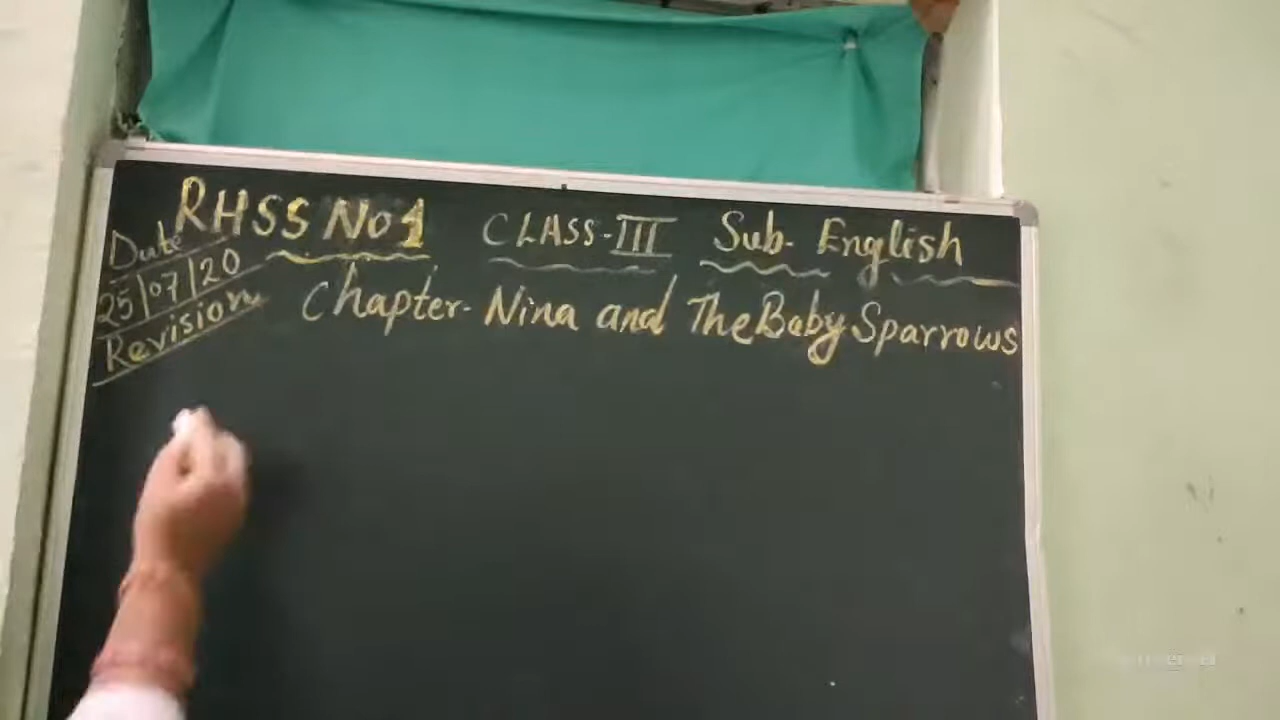 RHSS No 1 CLASS-III Sub- English
Date
25/07/20
Revision
Chapter- Nina and The Baby Sparrows